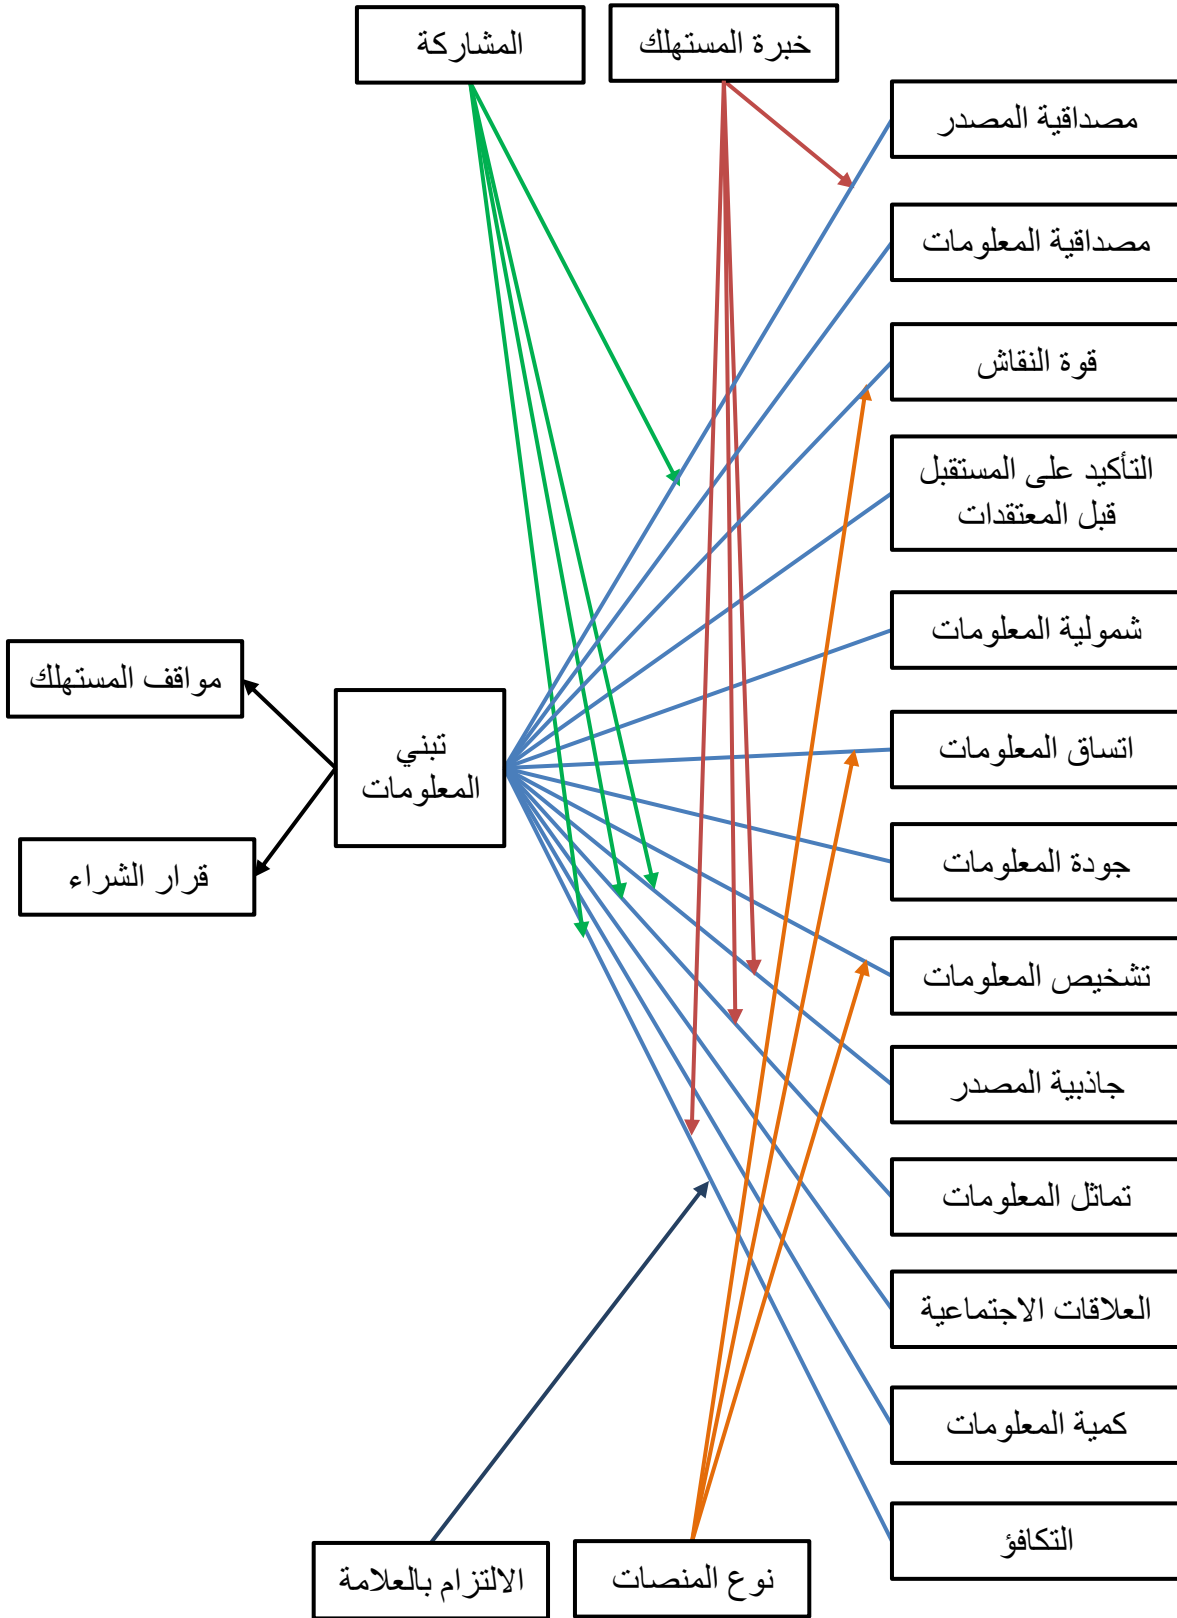 خبرة المستهلك
المشاركة
مصداقية المصدر
مصداقية المعلومات
قوة النقاش
التأكيد على المستقبل
قبل المعتقدات
شمولية المعلومات
اتساق المعلومات
جودة المعلومات
تشخيص المعلومات
جاذبية المصدر
تماثل المعلومات
العلاقات الاجتماعية
كمية المعلومات
التكافؤ
تبني
المعلومات
مواقف المستهلك
قرار الشراء
نوع المنصات
الالتزام بالعلامة